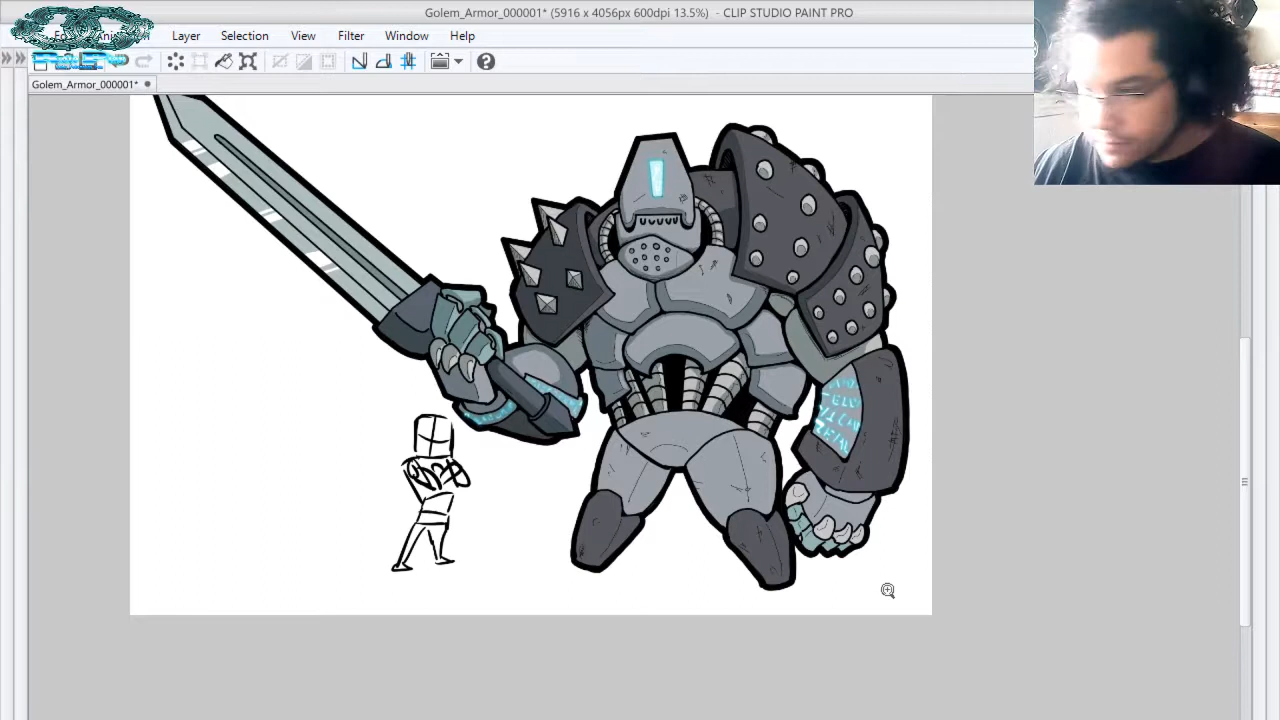 Golem_Armor_000001* (5916 x 4056px 600dpi 13.5%) - CLIP STUDIO PAINT PRO
Layer Selection View Filter Window Help
Golem_Armor_000001*